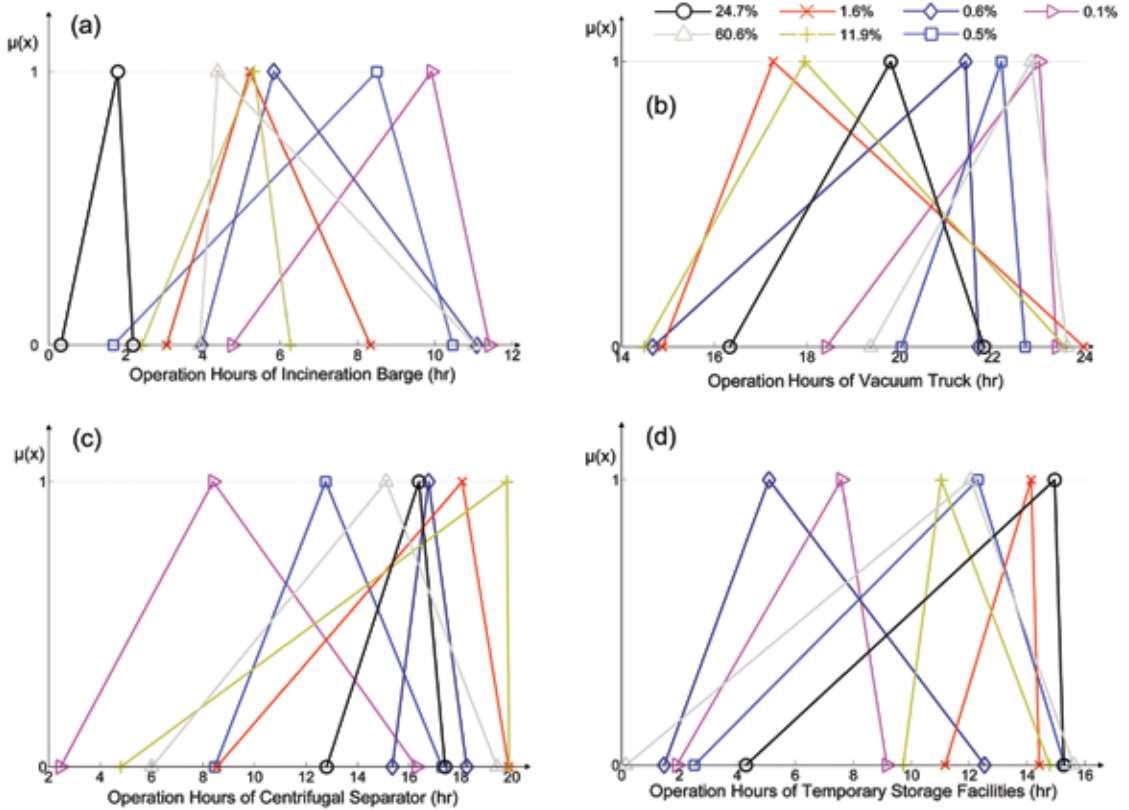 (a)
μ(x)
1
0
2 4 6 8 10 12
Operation Hours of Incineration Barge (hr)
24.7% 1.6% 0.6% 0.1%
60.6% 11.9% 0.5%
μ(x)
1
(b)
0
14 16 18 20 22 24
Operation Hours of Vacuum Truck (hr)
(c)
μ(x)
1
0
2 4 6 8 10 12 14 16 18 20
Operation Hours of Centrifugal Separator (hr)
(d)
μ(x)
1
0
0 2 4 6 8 10 12 14 16
Operation Hours of Temporary Storage Facilities (hr)